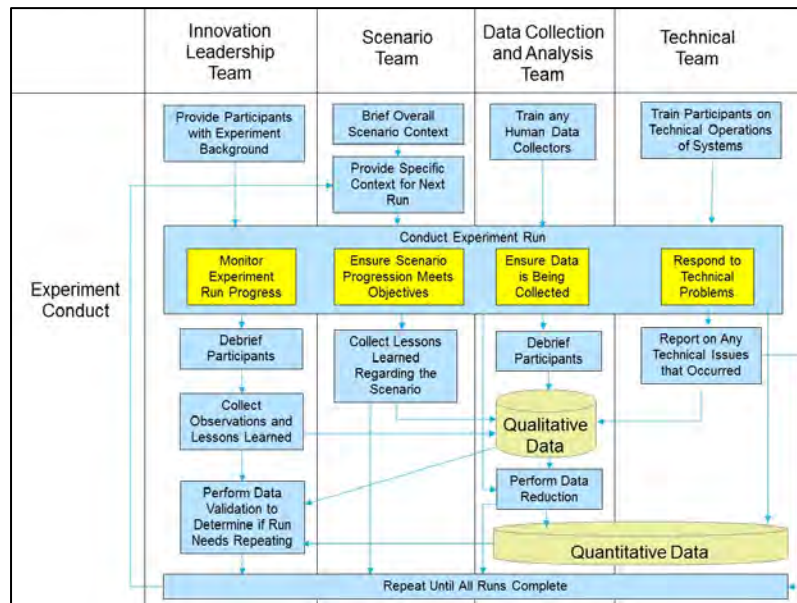 Innovation
Leadership
Team
Scenario
Team
Data Collection
and Analysis
Team
Technical
Team
Experiment
Conduct
Provide Participants
with Experiment
Background
Brief Overall
Scenario Context
Train any
Human Data
Collectors
Train Participants on
Technical Operations
of Systems
Provide Specific
Context for Next
Run
Conduct Experiment Run
Monitor
Experiment
Run Progress
Ensure Scenario
Progression Meets
Objectives
Ensure Data
is Being
Collected
Respond to
Technical
Problems
Debrief
Participants
Collect Lessons
Learned
Regarding the
Scenario
Debrief
Participants
Report on Any
Technical Issues
that Occurred
Collect
Observations and
Lessons Learned
Qualitative
Data
Perform Data
Validation to
Determine if Run
Needs Repeating
Perform Data
Reduction
Quantitative Data
Repeat Until All Runs Complete